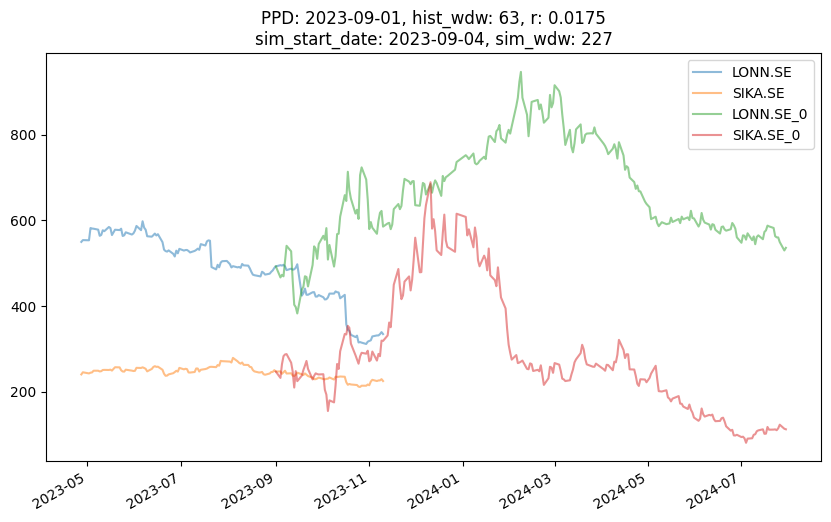 PPD: 2023-09-01, hist_wdw: 63, r: 0.0175
sim_start_date: 2023-09-04, sim_wdw: 227
LONN.SE
SIKA.SE
LONN.SE_0
SIKA.SE_0
800
600
400
200
2023-05
2023-07
2023-09
2023-11
2024-01
2024-03
2024-05
2024-07